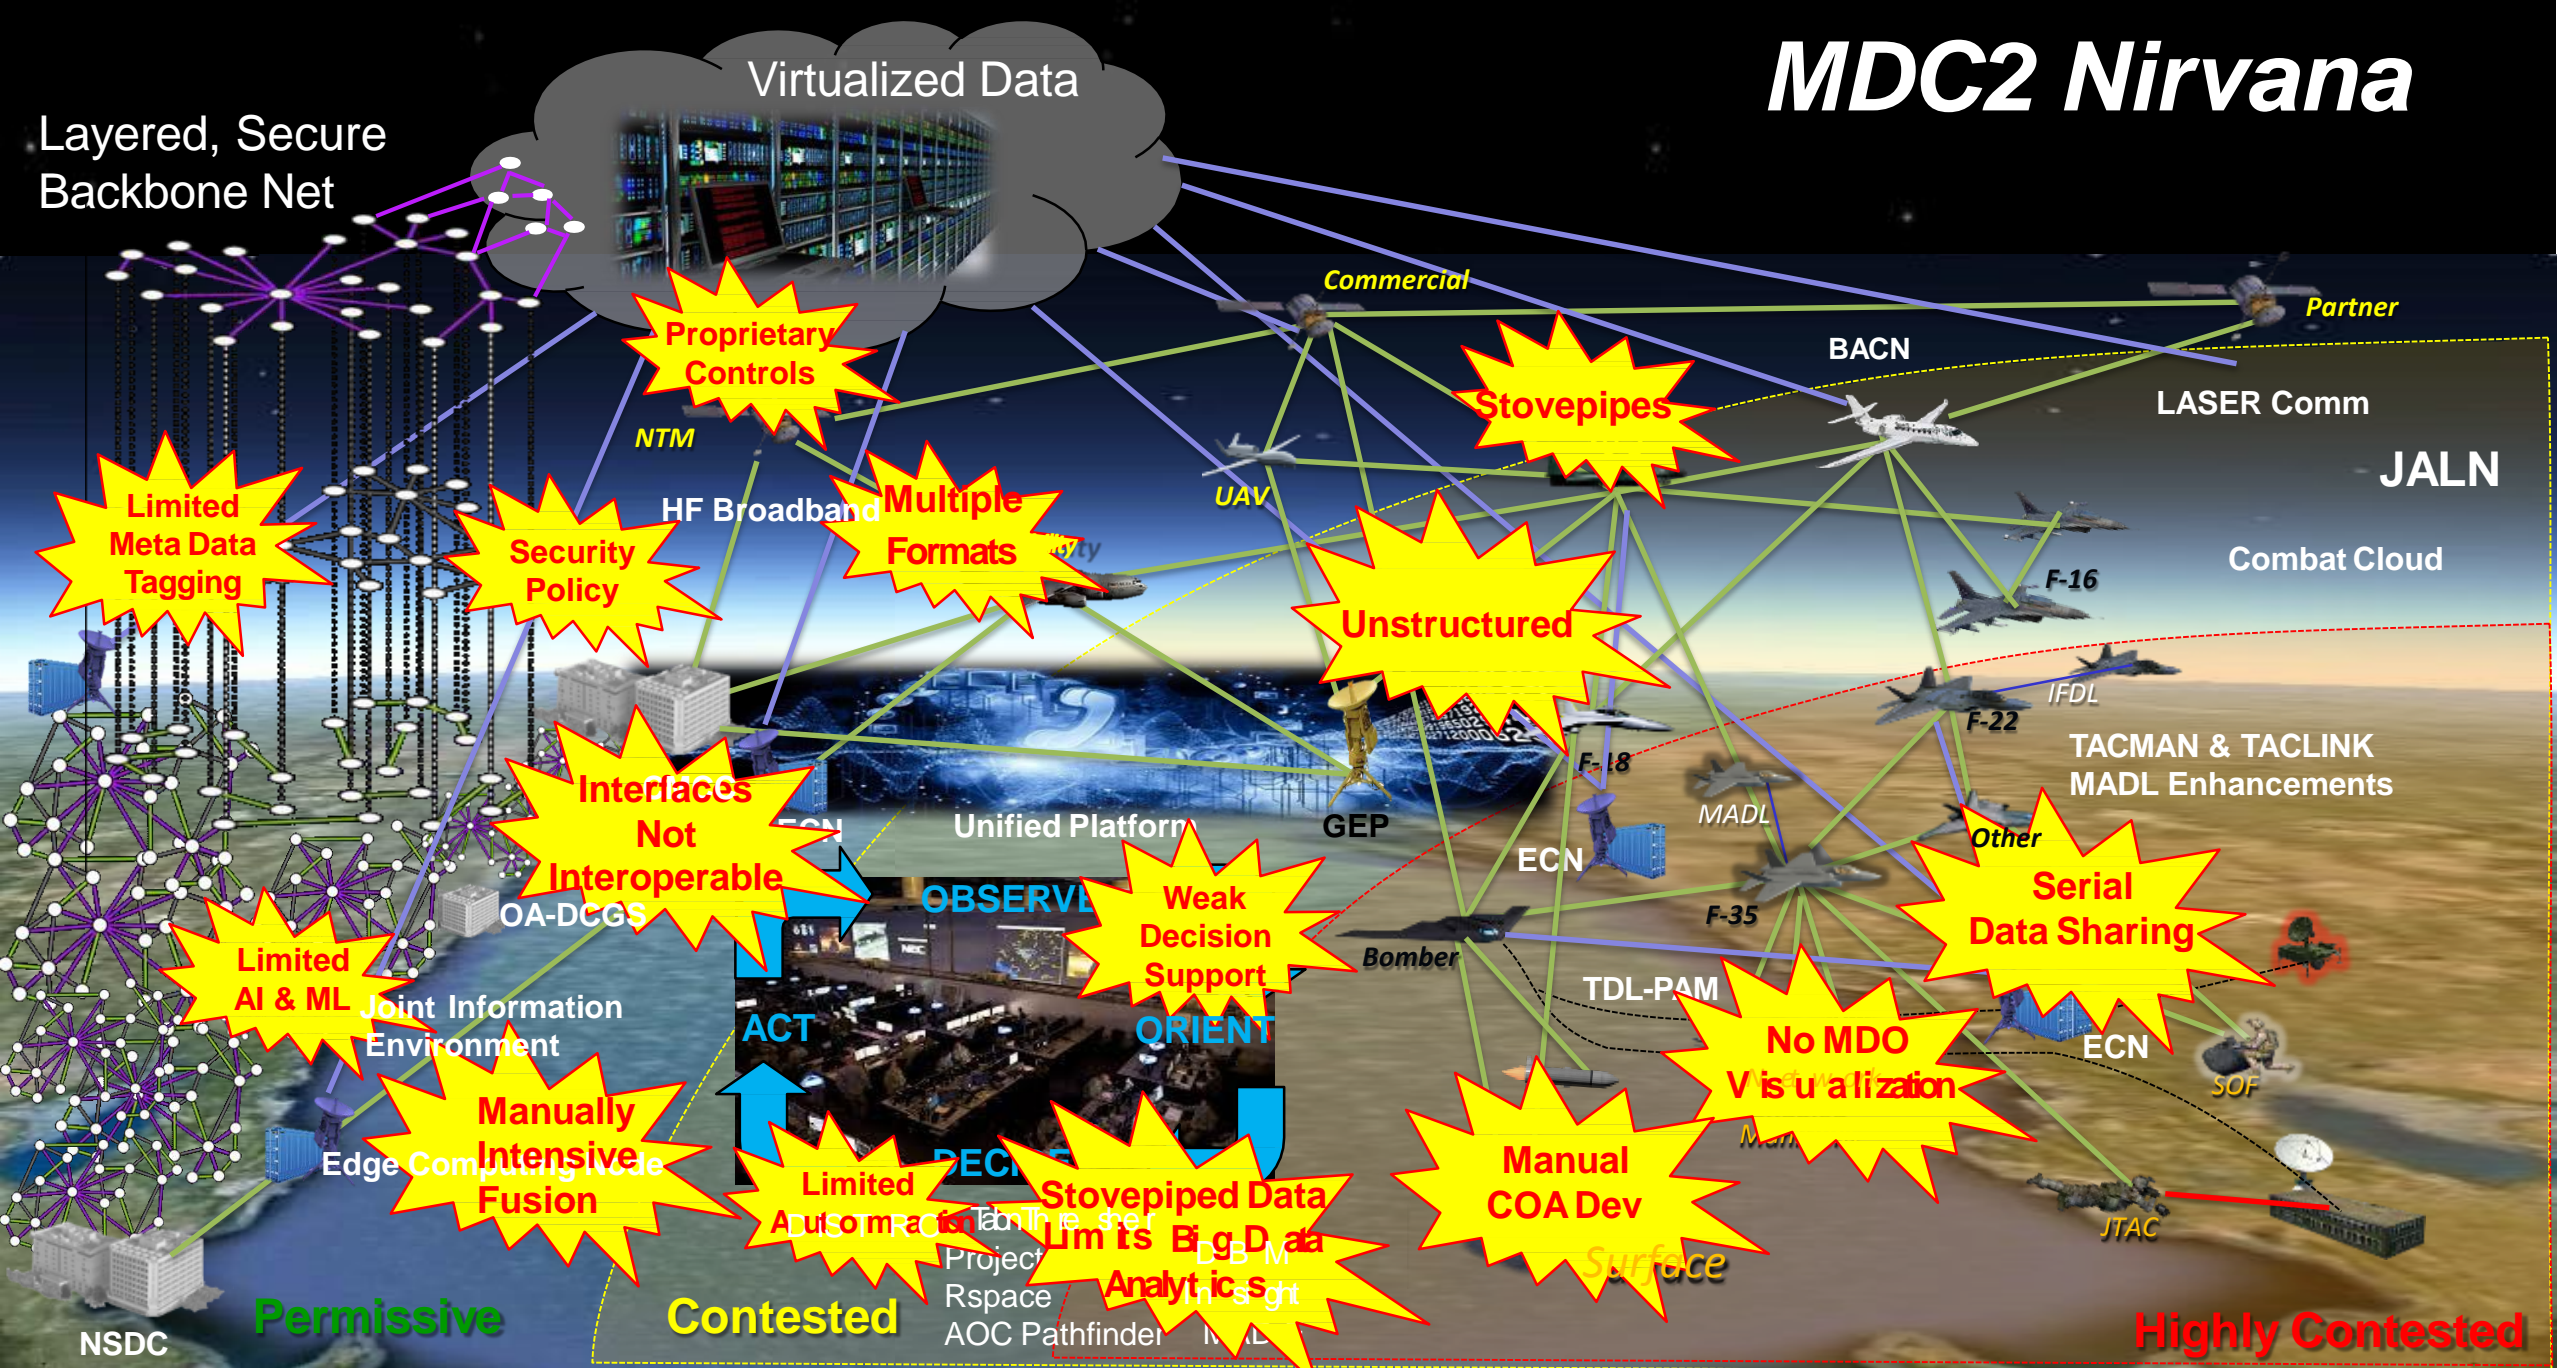 MDC2 Nirvana
Virtualized Data
Layered, Secure
Backbone Net
Commercial
Partner
Proprietary
Controls
BACN
Stovepipes
LASER Comm
NTM
JALN
UAV
HF Broadband
Multiple
Formats
Limited
Meta Data
Tagging
Security
Policy
Combat Cloud
F-16
Unstructured
IFDL
F-22
TACMAN & TACLINK
MADL Enhancements
F-18
MADL
Interfaces
Not
Interoperable
ECN
Unified Platform
GEP
ECN
Other
OBSERVE
Weak
Decision
Support
Serial
Data Sharing
OA-DCGS
F-35
Bomber
Limited
AI & ML
TDL-PAM
Joint Information
Environment
ACT
ORIENT
No MDO
Visualization
ECN
SOF
Manually
Intensive
Fusion
Edge Computing Node
Manual
COA Dev
Limited
Automation
Stovepiped Data
Limits Big Data
Analytics
JTAC
Project
Surface
Rspace
AOC Pathfinder
Permissive
Contested
Highly Contested
NSDC